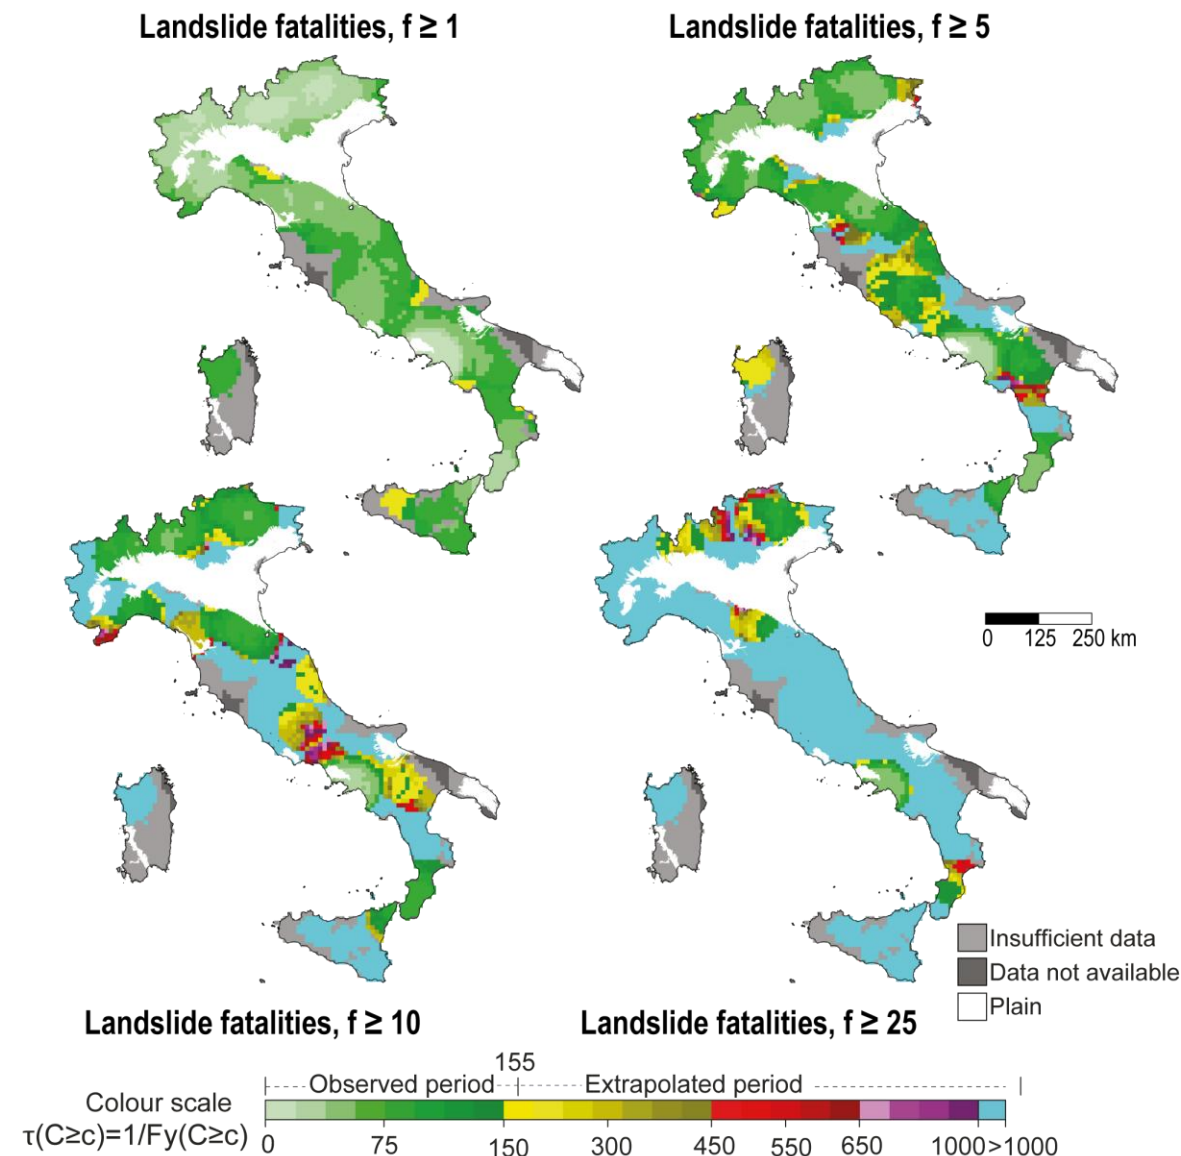 Landslide fatalities, f ≥ 1
Landslide fatalities, f ≥ 5
0 125 250 km
Insufficient data
Data not available
Plain
Landslide fatalities, f ≥ 10
Landslide fatalities, f ≥ 25
155
Observed period
Extrapolated period
Colour scale
τ(C≥c)=1/Fy(C≥c)
0 75 150 300 450 550 650 1000 >1000